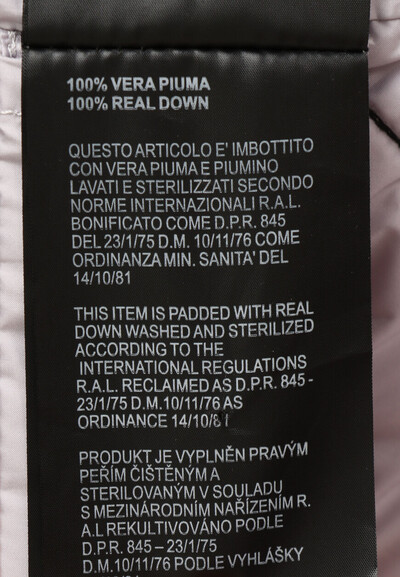 100% VERA PIUMA
100% REAL DOWN
QUESTO ARTICOLO E' IMBOTTITO
CON VERA PIUMA E PIUMINO
LAVATI E STERILIZZATI SECONDO
NORME INTERNAZIONALI R.A.L.
BONIFICATO COME D.P.R. 845
DEL 23/1/75 D.M. 10/11/76 COME
ORDINANZA MIN. SANITA' DEL
14/10/81
THIS ITEM IS PADDED WITH REAL
DOWN WASHED AND STERILIZED
ACCORDING TO THE
INTERNATIONAL REGULATIONS
R.A.L. RECLAIMED AS D.P.R. 845 -
23/1/75 D.M.10/11/76 AS
ORDINANCE 14/10/81
PRODUKT JE VYPLNĚN PRAVÝM
PEŘÍM ČIŠTĚNÝM A
STERILOVANÝM V SOULADU
S MEZINÁRODNÍM NAŘÍZENÍM R.
A.L REKULTIVOVÁNO PODLE
D.P.R. 845 – 23/1/75
D.M.10/11/76 PODLE VYHLÁŠKY